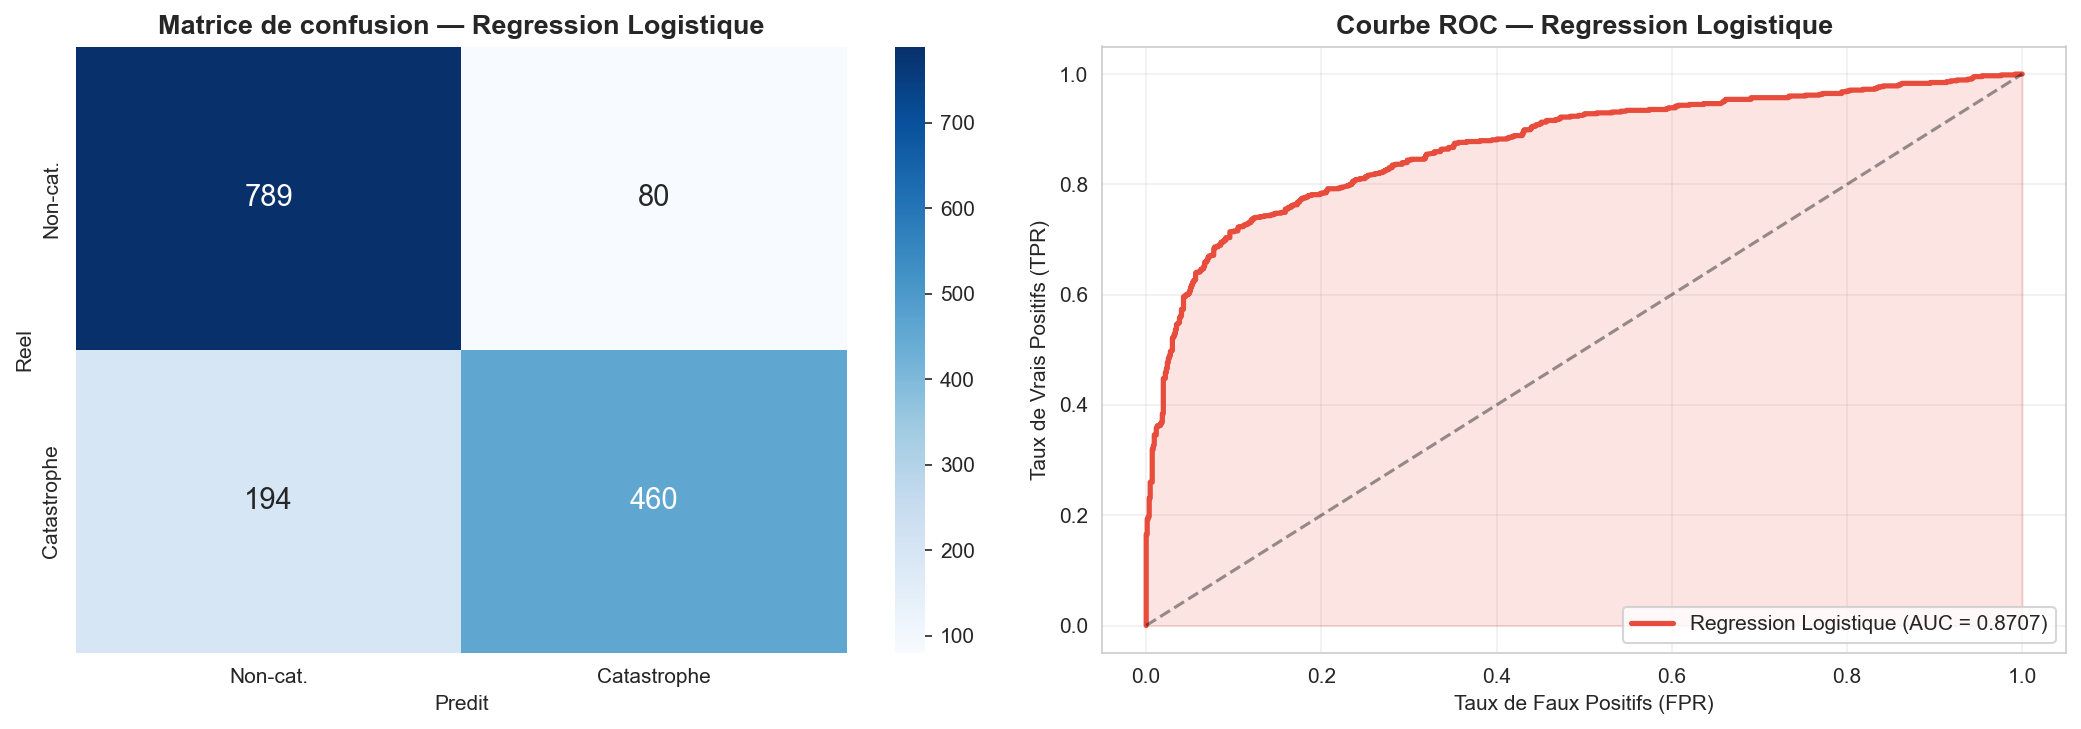 Matrice de confusion — Regression Logistique
Non-cat.
Catastrophe
Reel
789
80
194
460
Non-cat.
Catastrophe
Predit
700
600
500
400
300
200
100
Courbe ROC — Regression Logistique
Taux de Vrais Positifs (TPR)
1.0
0.8
0.6
0.4
0.2
0.0
Regression Logistique (AUC = 0.8707)
0.0
0.2
0.4
0.6
0.8
1.0
Taux de Faux Positifs (FPR)